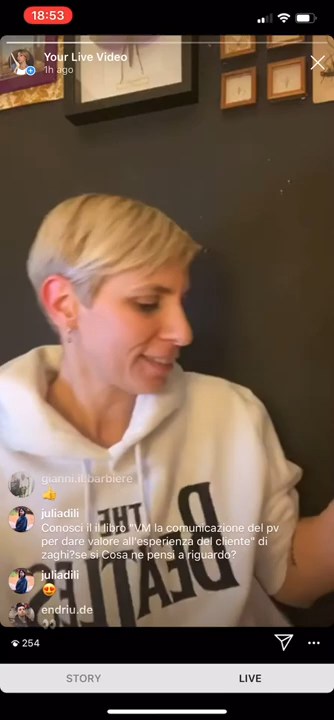 18:53
Your Live Video
1h ago
gianni.il.barbiere
👍
juliadili
Conosci il il libro "VM la comunicazione del pv
per dare valore all'esperienza del cliente" di
zaghi?se si Cosa ne pensi a riguardo?
THE
BEATLES
juliadili
😍
endriu.de
👀
254
STORY
LIVE